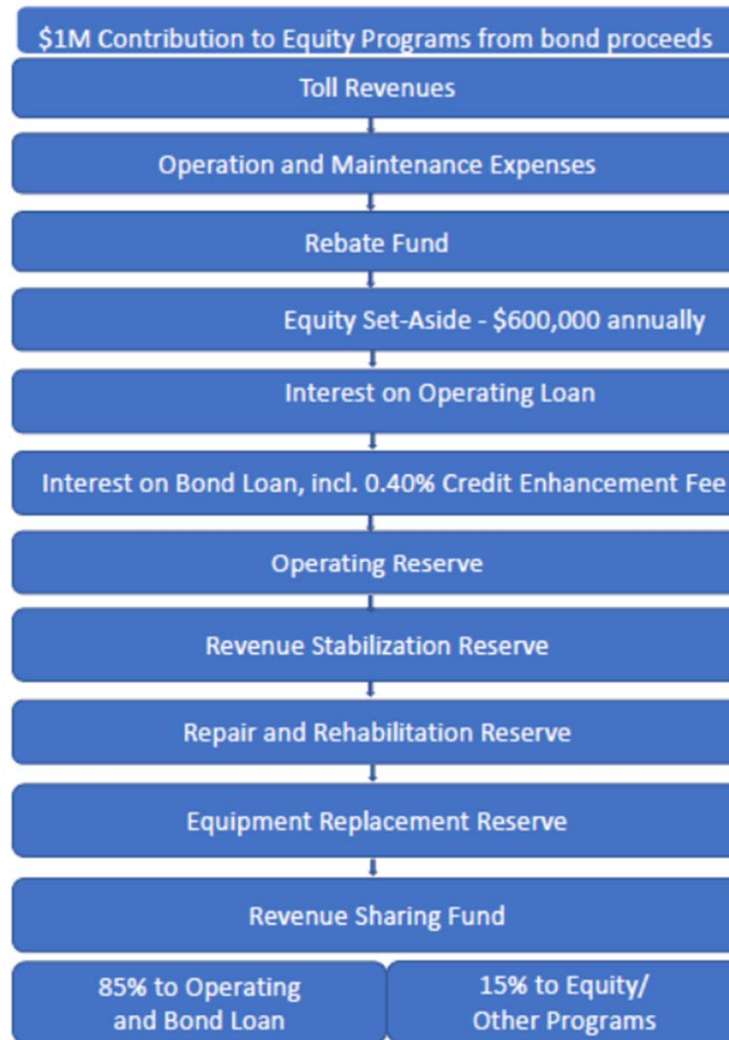 $1M Contribution to Equity Programs from bond proceeds
Toll Revenues
Operation and Maintenance Expenses
Rebate Fund
Equity Set-Aside - $600,000 annually
Interest on Operating Loan
Interest on Bond Loan, incl. 0.40% Credit Enhancement Fee
Operating Reserve
Revenue Stabilization Reserve
Repair and Rehabilitation Reserve
Equipment Replacement Reserve
Revenue Sharing Fund
85% to Operating
and Bond Loan
15% to Equity/
Other Programs